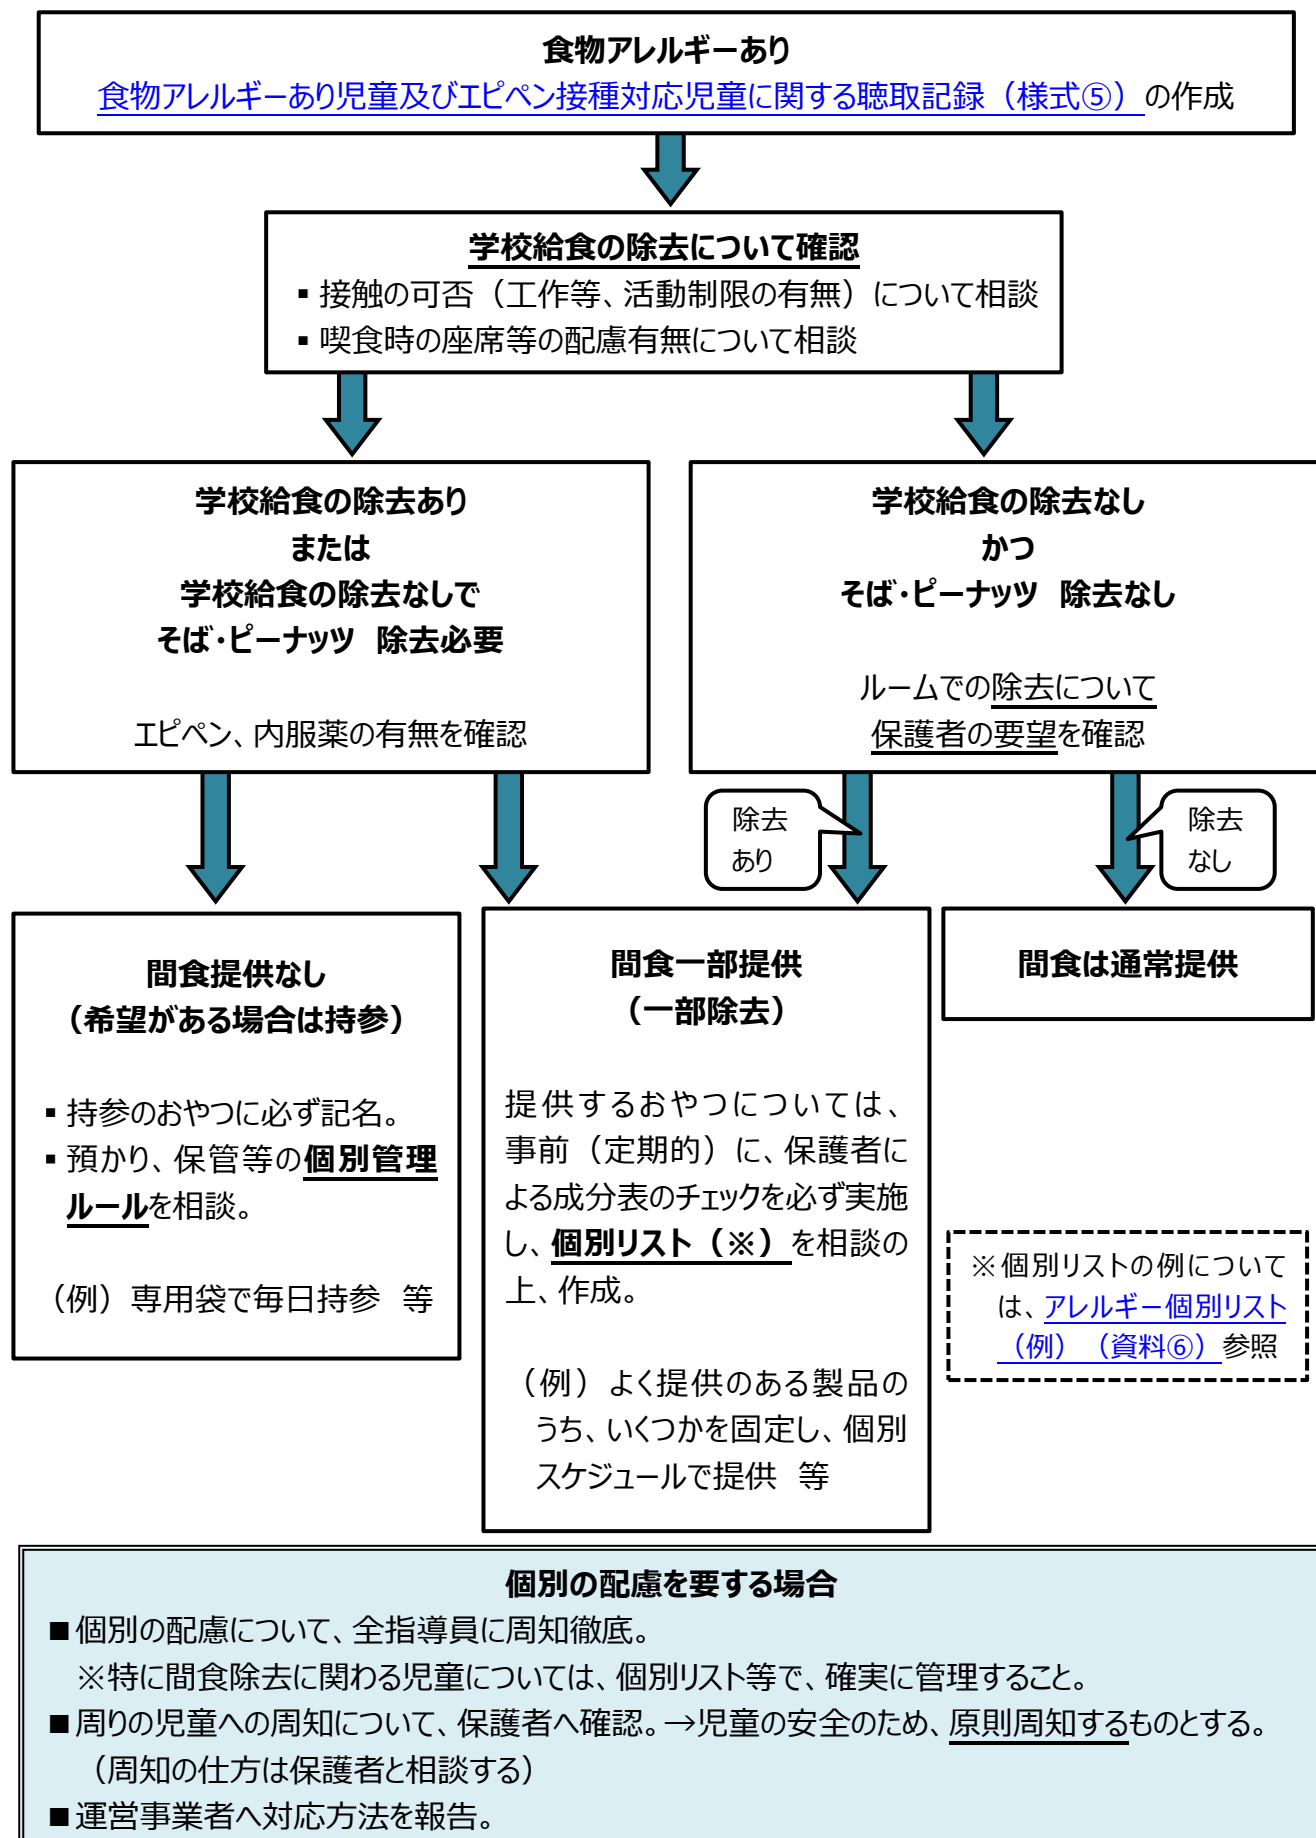 食物アレルギーあり
食物アレルギーあり児童及びエピペン接種対応児童に関する聴取記録（様式⑤）の作成
学校給食の除去について確認
▪接触の可否（工作等、活動制限の有無）について相談
▪喫食時の座席等の配慮有無について相談
学校給食の除去あり
または
学校給食の除去なしで
そば・ピーナッツ 除去必要
エピペン、内服薬の有無を確認
学校給食の除去なし
かつ
そば・ピーナッツ 除去なし
ルームでの除去について
保護者の要望を確認
除去
あり
除去
なし
間食提供なし
（希望がある場合は持参）
▪持参のおやつに必ず記名。
▪預かり、保管等の個別管理
ルールを相談。
（例）専用袋で毎日持参 等
間食一部提供
（一部除去）
提供するおやつについては、
事前（定期的）に、保護者に
よる成分表のチェックを必ず実施
し、個別リスト（※）を相談の
上、作成。
（例）よく提供のある製品の
うち、いくつかを固定し、個別
スケジュールで提供 等
間食は通常提供
※個別リストの例について
は、アレルギー個別リスト
（例）（資料⑥）参照
個別の配慮を要する場合
■個別の配慮について、全指導員に周知徹底。
※特に間食除去に関わる児童については、個別リスト等で、確実に管理すること。
■周りの児童への周知について、保護者へ確認。→児童の安全のため、原則周知するものとする。
（周知の仕方は保護者と相談する）
■運営事業者へ対応方法を報告。